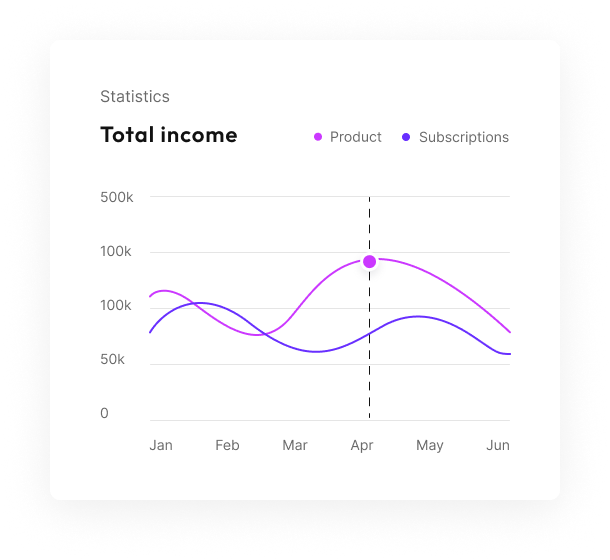 Statistics
Total income
Product
Subscriptions
500k
100k
100k
50k
0
Jan Feb Mar Apr May Jun